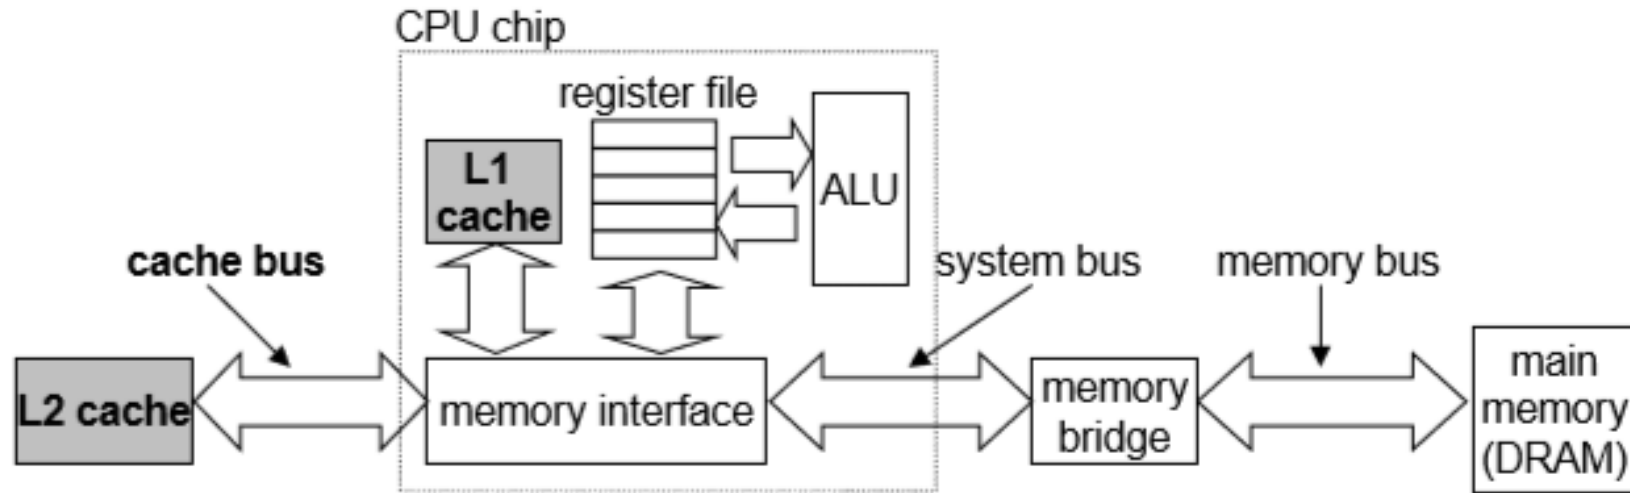 CPU chip
register file
L1
cache
ALU
cache bus
system bus
memory bus
L2 cache
memory interface
memory
bridge
main
memory
(DRAM)